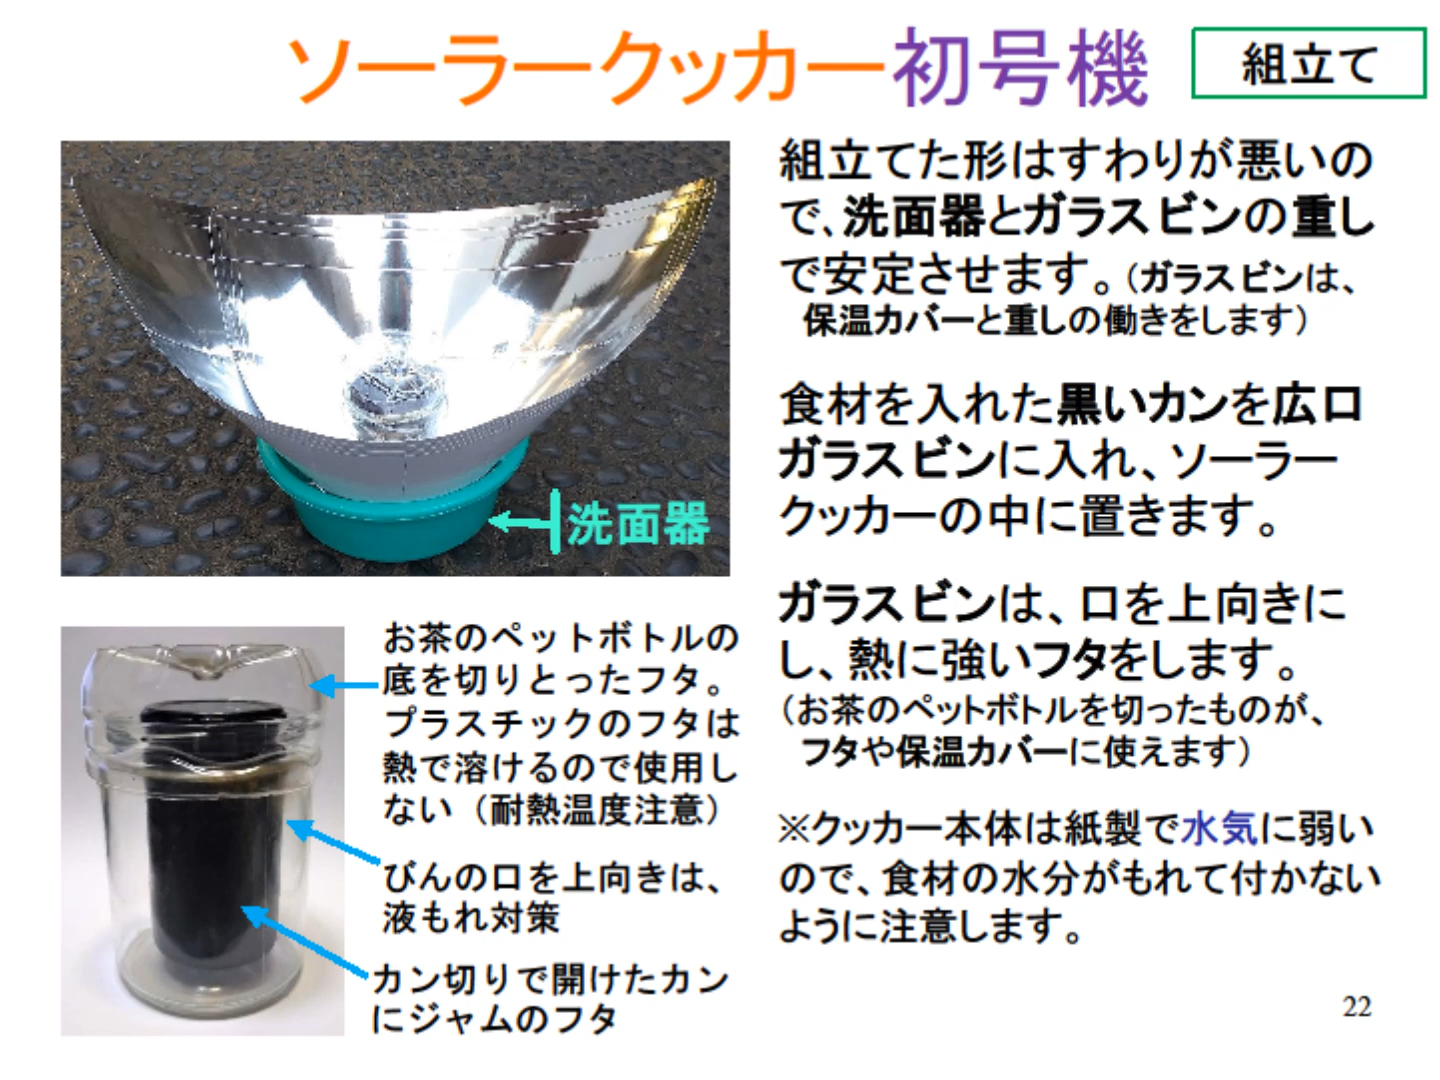 ソーラークッカー初号機
組立て
組立てた形はすわりが悪いの
で、洗面器とガラスビンの重し
で安定させます。（ガラスビンは、
保温カバーと重しの働きをします）
食材を入れた黒いカンを広口
ガラスビンに入れ、ソーラー
クッカーの中に置きます。
ガラスビンは、口を上向きに
し、熱に強いフタをします。
（お茶のペットボトルを切ったものが、
フタや保温カバーに使えます）
※クッカー本体は紙製で水気に弱い
ので、食材の水分がもれて付かない
ように注意します。
洗面器
お茶のペットボトルの
底を切りとったフタ。
プラスチックのフタは
熱で溶けるので使用し
ない（耐熱温度注意）
びんの口を上向きは、
液もれ対策
カン切りで開けたカン
にジャムのフタ
22